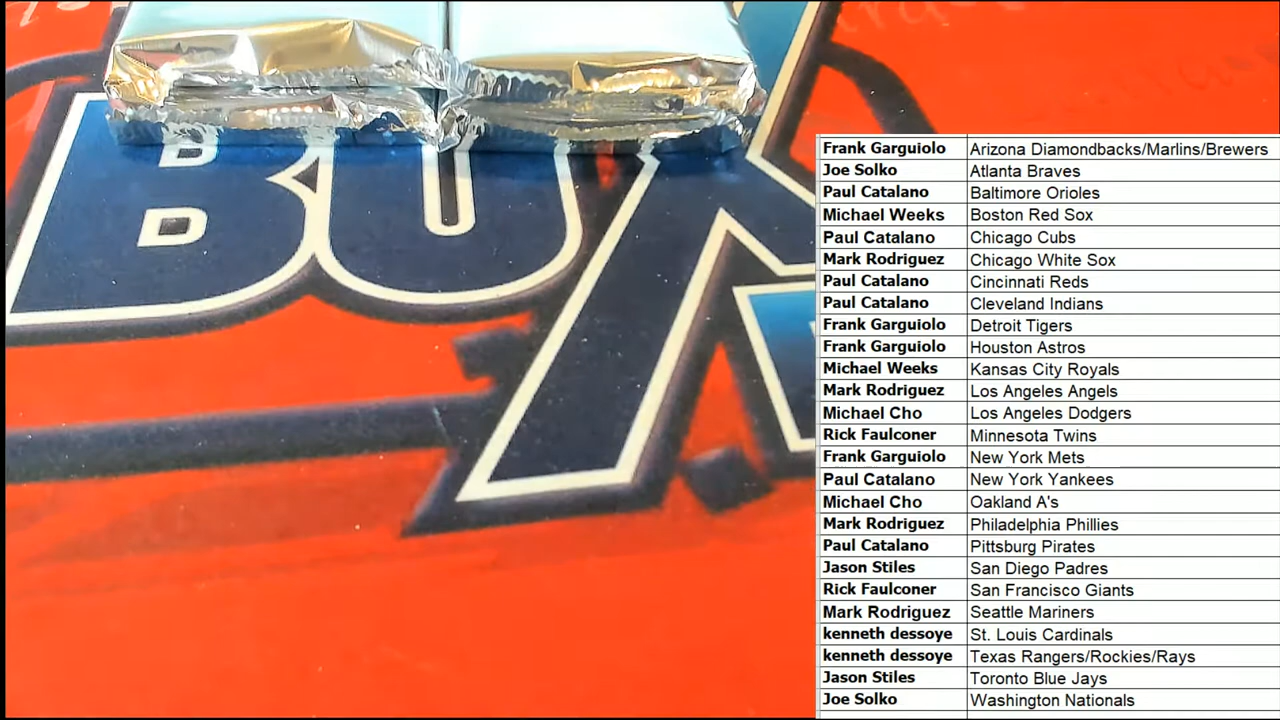 BUN
B
D
Frank Garguiolo Arizona Diamondbacks/Marlins/Brewers
Joe Solko Atlanta Braves
Paul Catalano Baltimore Orioles
Michael Weeks Boston Red Sox
Paul Catalano Chicago Cubs
Mark Rodriguez Chicago White Sox
Paul Catalano Cincinnati Reds
Paul Catalano Cleveland Indians
Frank Garguiolo Detroit Tigers
Frank Garguiolo Houston Astros
Michael Weeks Kansas City Royals
Mark Rodriguez Los Angeles Angels
Michael Cho Los Angeles Dodgers
Rick Faulconer Minnesota Twins
Frank Garguiolo New York Mets
Paul Catalano New York Yankees
Michael Cho Oakland A's
Mark Rodriguez Philadelphia Phillies
Paul Catalano Pittsburg Pirates
Jason Stiles San Diego Padres
Rick Faulconer San Francisco Giants
Mark Rodriguez Seattle Mariners
kenneth dessoye St. Louis Cardinals
kenneth dessoye Texas Rangers/Rockies/Rays
Jason Stiles Toronto Blue Jays
Joe Solko Washington Nationals